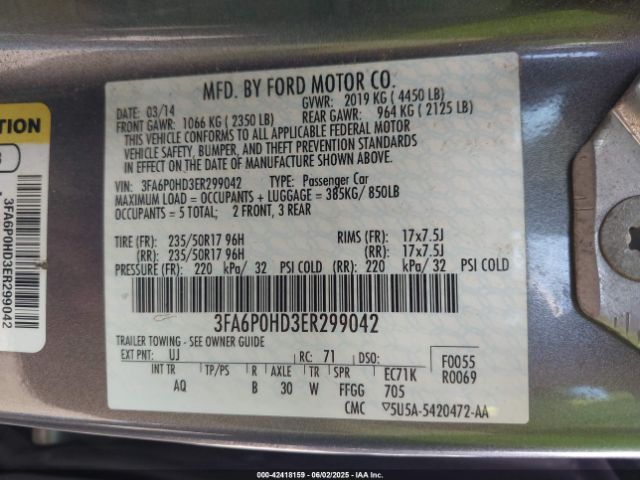 MFD. BY FORD MOTOR CO.
DATE: 03/14 GVWR: 2019 KG ( 4450 LB)
FRONT GAWR: 1066 KG ( 2350 LB) REAR GAWR: 964 KG ( 2125 LB)
THIS VEHICLE CONFORMS TO ALL APPLICABLE FEDERAL MOTOR
VEHICLE SAFETY, BUMPER, AND THEFT PREVENTION STANDARDS
IN EFFECT ON THE DATE OF MANUFACTURE SHOWN ABOVE.
VIN: 3FA6P0HD3ER299042 TYPE: Passenger Car
MAXIMUM LOAD = OCCUPANTS + LUGGAGE = 385KG/ 850LB
OCCUPANTS = 5 TOTAL; 2 FRONT, 3 REAR
TIRE (FR): 235/50R17 96H RIMS (FR): 17x7.5J
(RR): 235/50R17 96H (RR): 17x7.5J
PRESSURE (FR): 220 kPa/ 32 PSI COLD (RR): 220 kPa/ 32 PSI COLD
3FA6P0HD3ER299042
TRAILER TOWING - SEE OWNER GUIDE
EXT PNT: UJ RC: 71 DSO: F0055
INT TR TP/PS R AXLE TR SPR EC71K R0069
AQ B 30 W FFGG 705
CMC ▽5U5A-5420472-AA
TION
3
3FA6P0HD3ER299042
000-42418159 - 06/02/2025 - IAA, Inc.